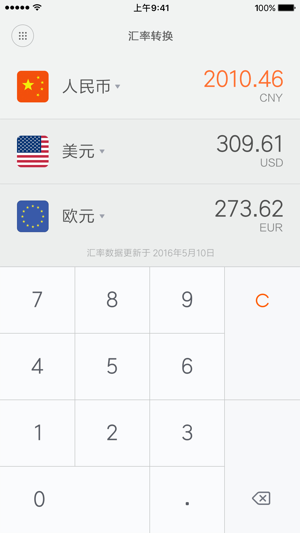 上午9:41
100%
汇率转换
人民币
2010.46
CNY
美元
309.61
USD
欧元
273.62
EUR
汇率数据更新于 2016年5月10日
7 8 9 C
4 5 6
1 2 3
0 .